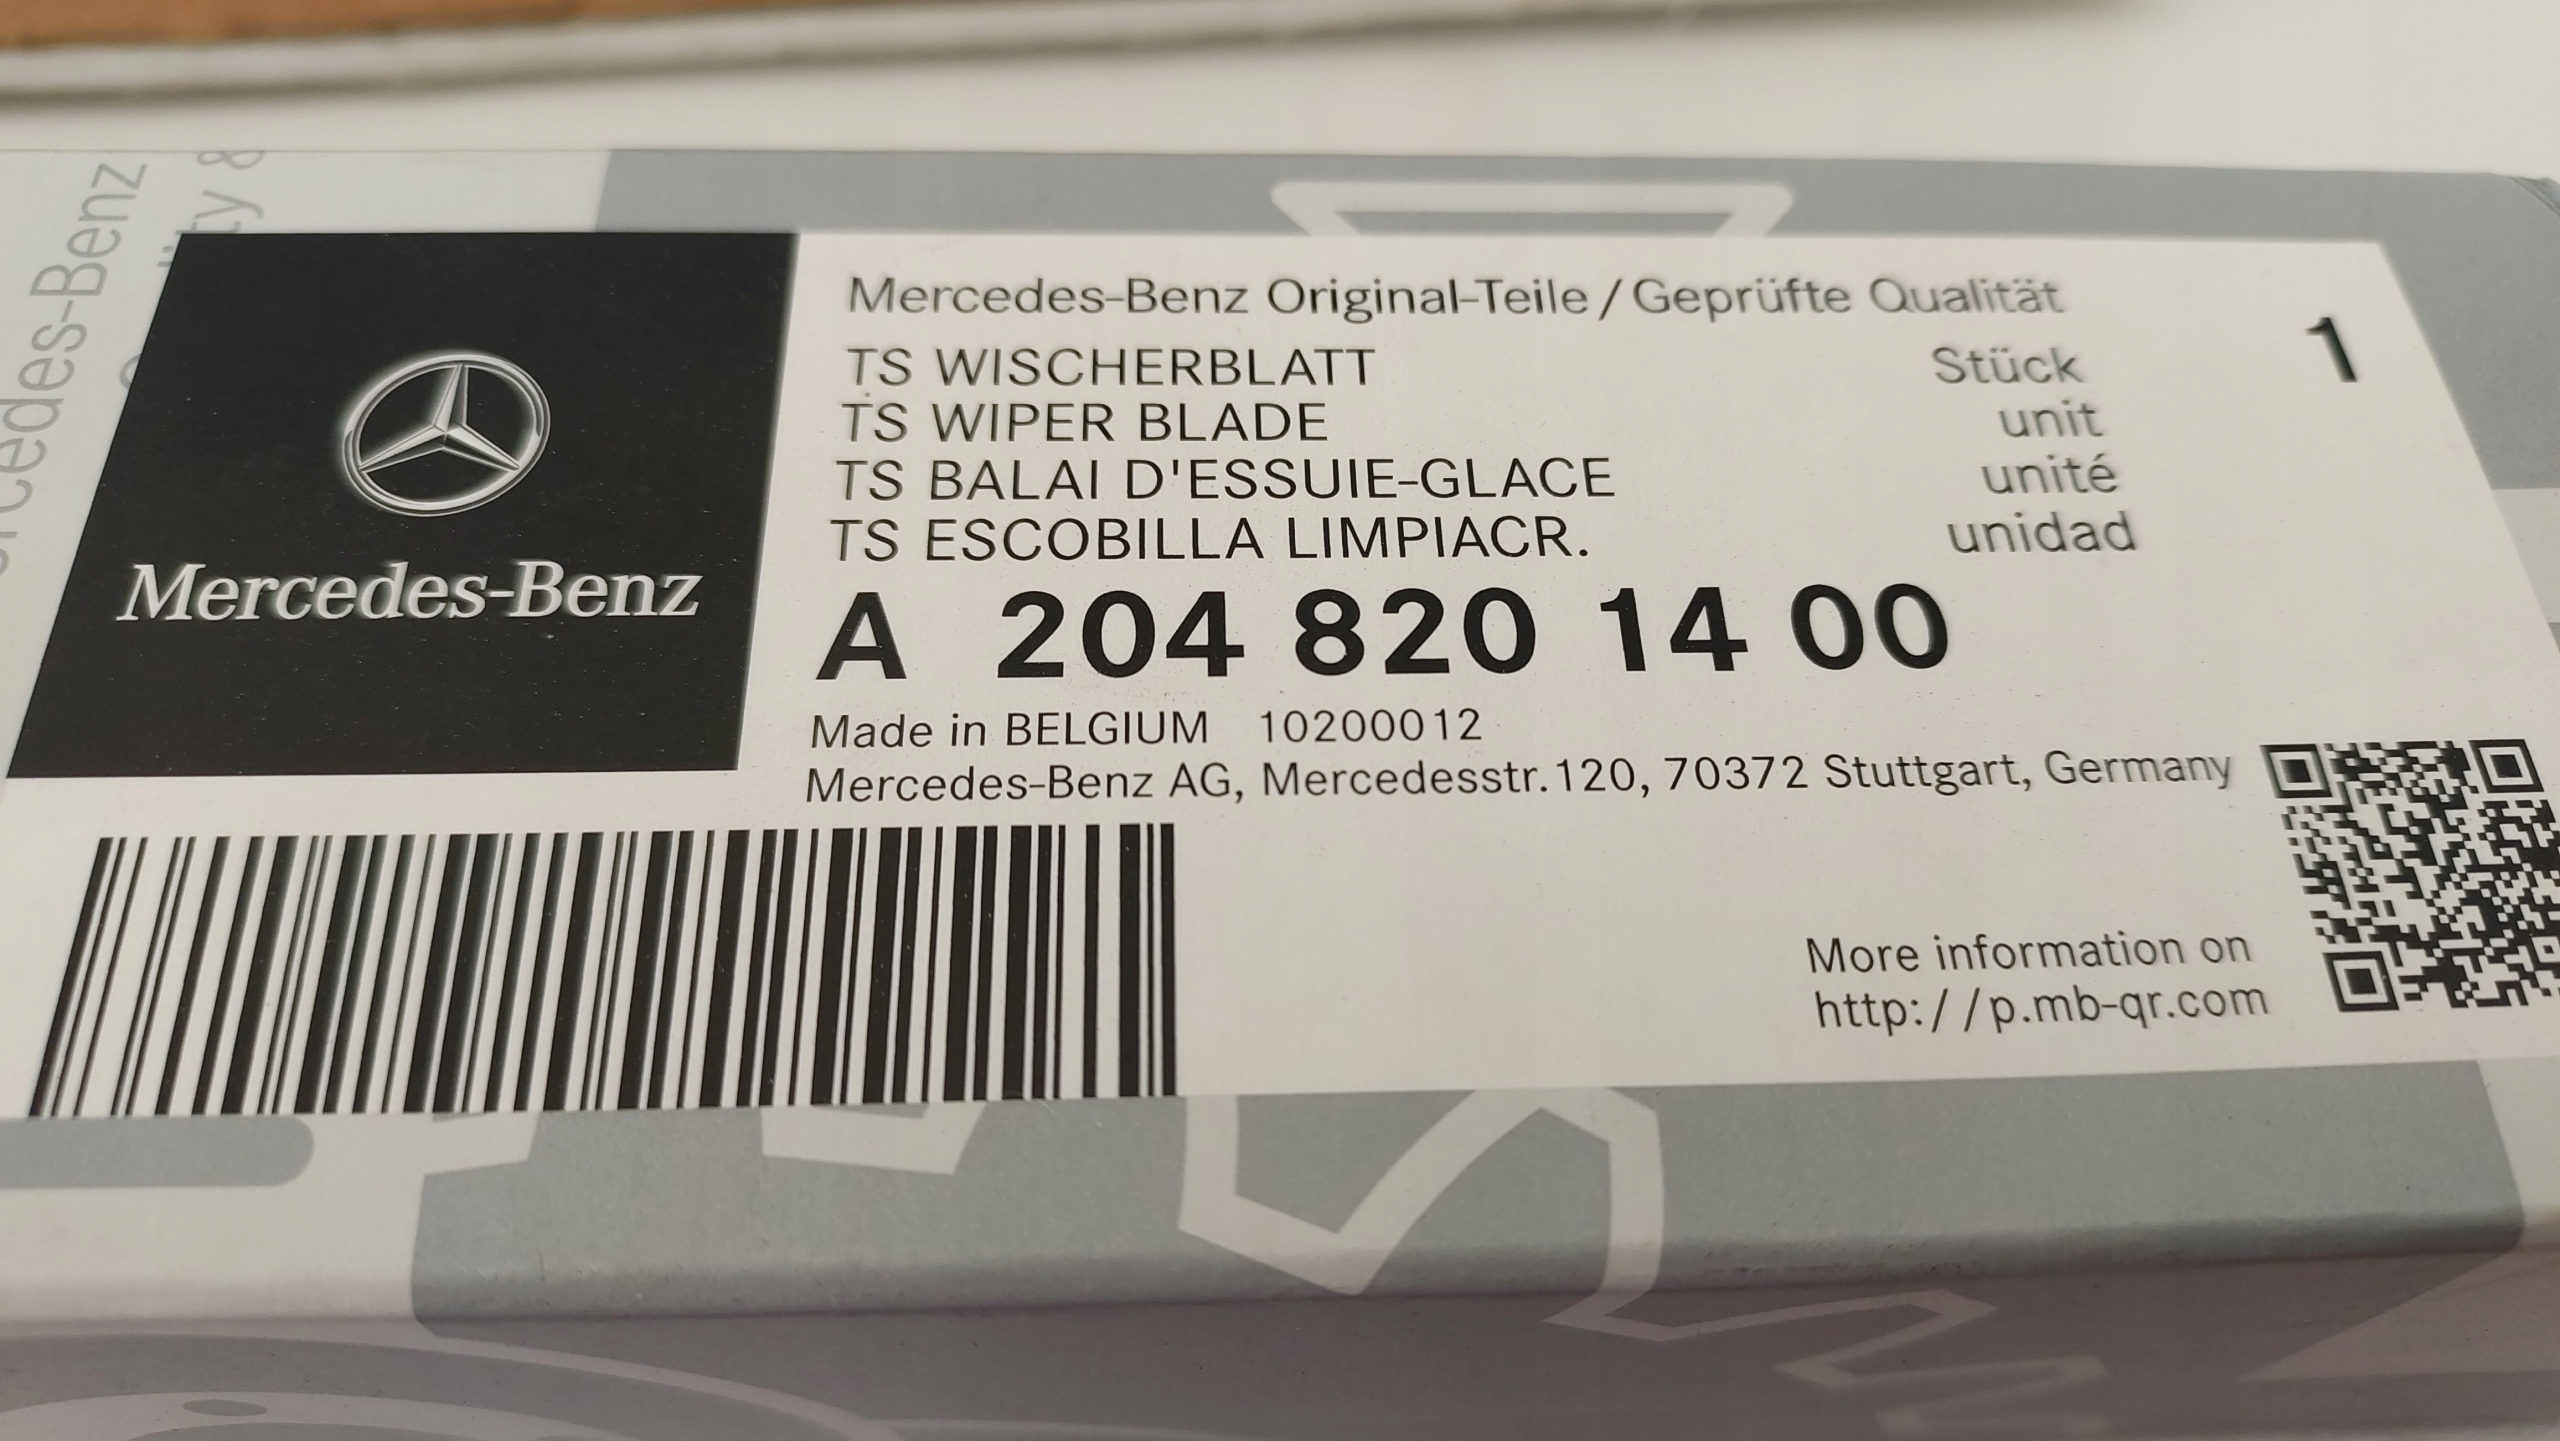 Mercedes-Benz
Mercedes-Benz
Mercedes-Benz Original-Teile / Geprüfte Qualität
TS WISCHERBLATT Stück 1
TS WIPER BLADE unit
TS BALAI D'ESSUIE-GLACE unité
TS ESCOBILLA LIMPIACR. unidad
A 204 820 14 00
Made in BELGIUM 10200012
Mercedes-Benz AG, Mercedesstr. 120, 70372 Stuttgart, Germany
More information on
http://p.mb-qr.com